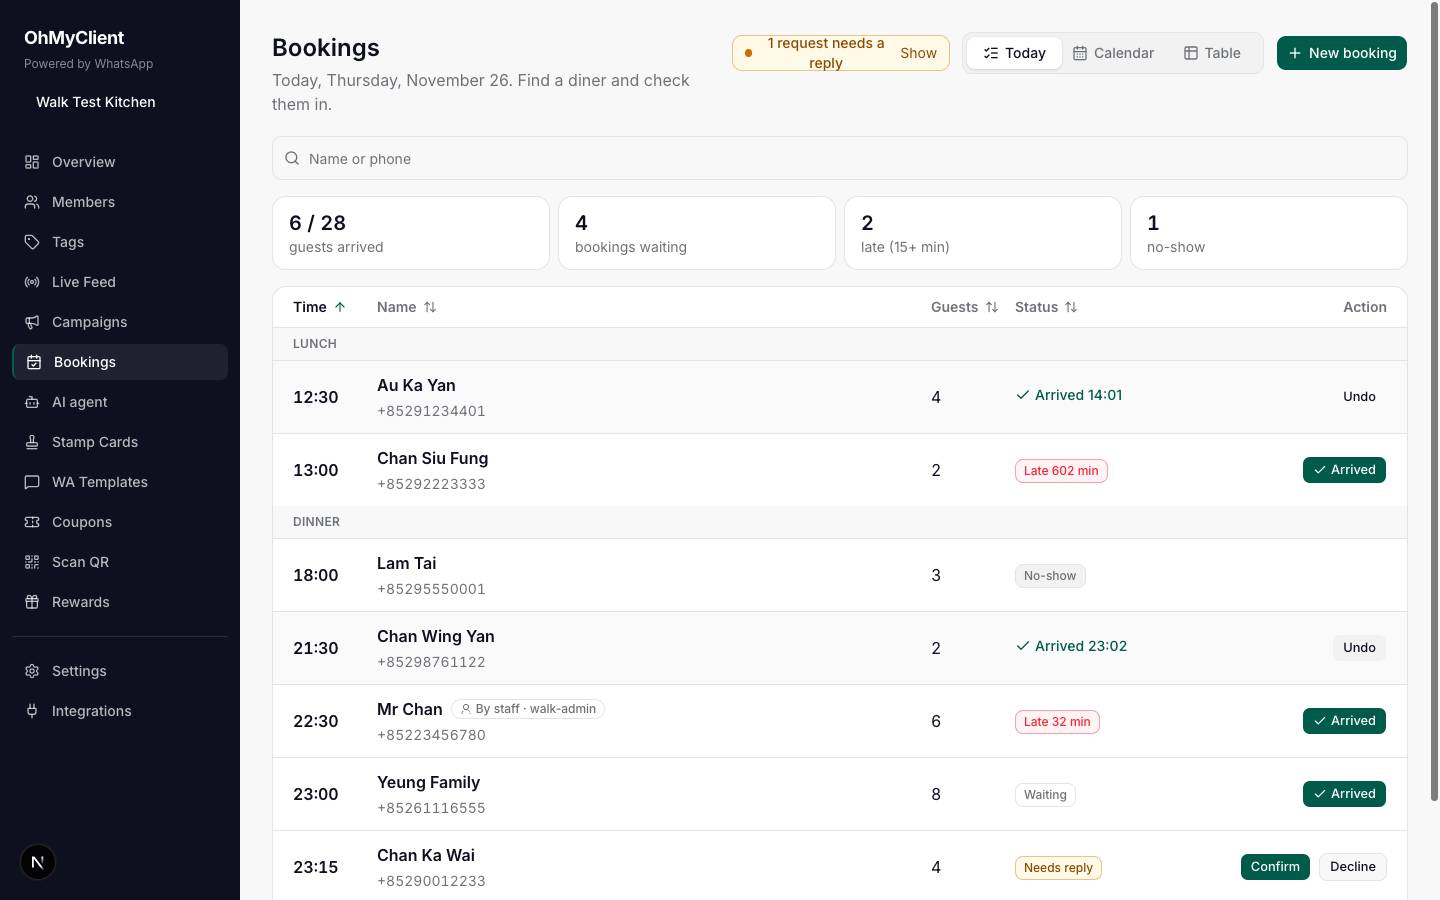 OhMyClient
Powered by WhatsApp
Walk Test Kitchen
Overview
Members
Tags
Live Feed
Campaigns
Bookings
AI agent
Stamp Cards
WA Templates
Coupons
Scan QR
Rewards
Settings
Integrations
N
Bookings
Today, Thursday, November 26. Find a diner and check
them in.
1 request needs a
reply
Show
Today
Calendar
Table
New booking
Name or phone
6 / 28
guests arrived
4
bookings waiting
2
late (15+ min)
1
no-show
Time Name Guests Status Action
LUNCH
12:30 Au Ka Yan 4 Arrived 14:01 Undo
+85291234401
13:00 Chan Siu Fung 2 Late 602 min Arrived
+85292223333
DINNER
18:00 Lam Tai 3 No-show
+85295550001
21:30 Chan Wing Yan 2 Arrived 23:02 Undo
+85298761122
22:30 Mr Chan By staff · walk-admin 6 Late 32 min Arrived
+85223456780
23:00 Yeung Family 8 Waiting Arrived
+85261116555
23:15 Chan Ka Wai 4 Needs reply Confirm Decline
+85290012233